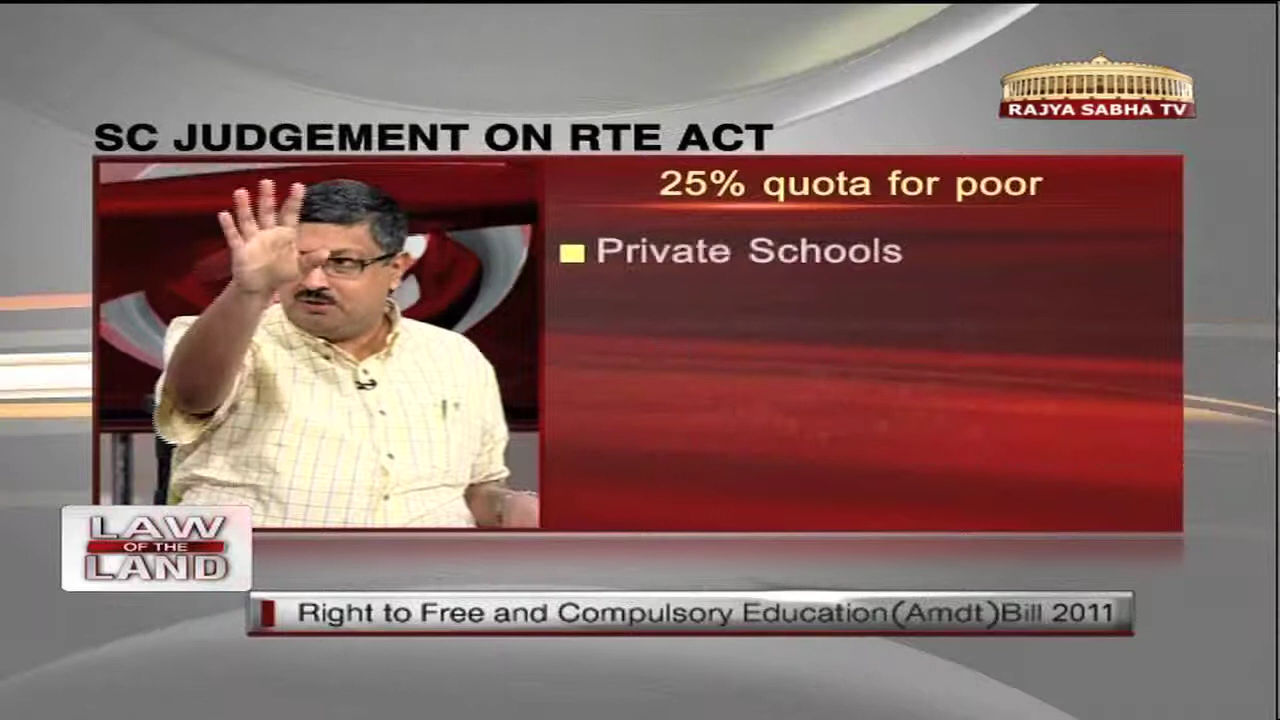 RAJYA SABHA TV
SC JUDGEMENT ON RTE ACT
25% quota for poor
Private Schools
LAW
OF THE
LAND
Right to Free and Compulsory Education(Amdt)Bill 2011